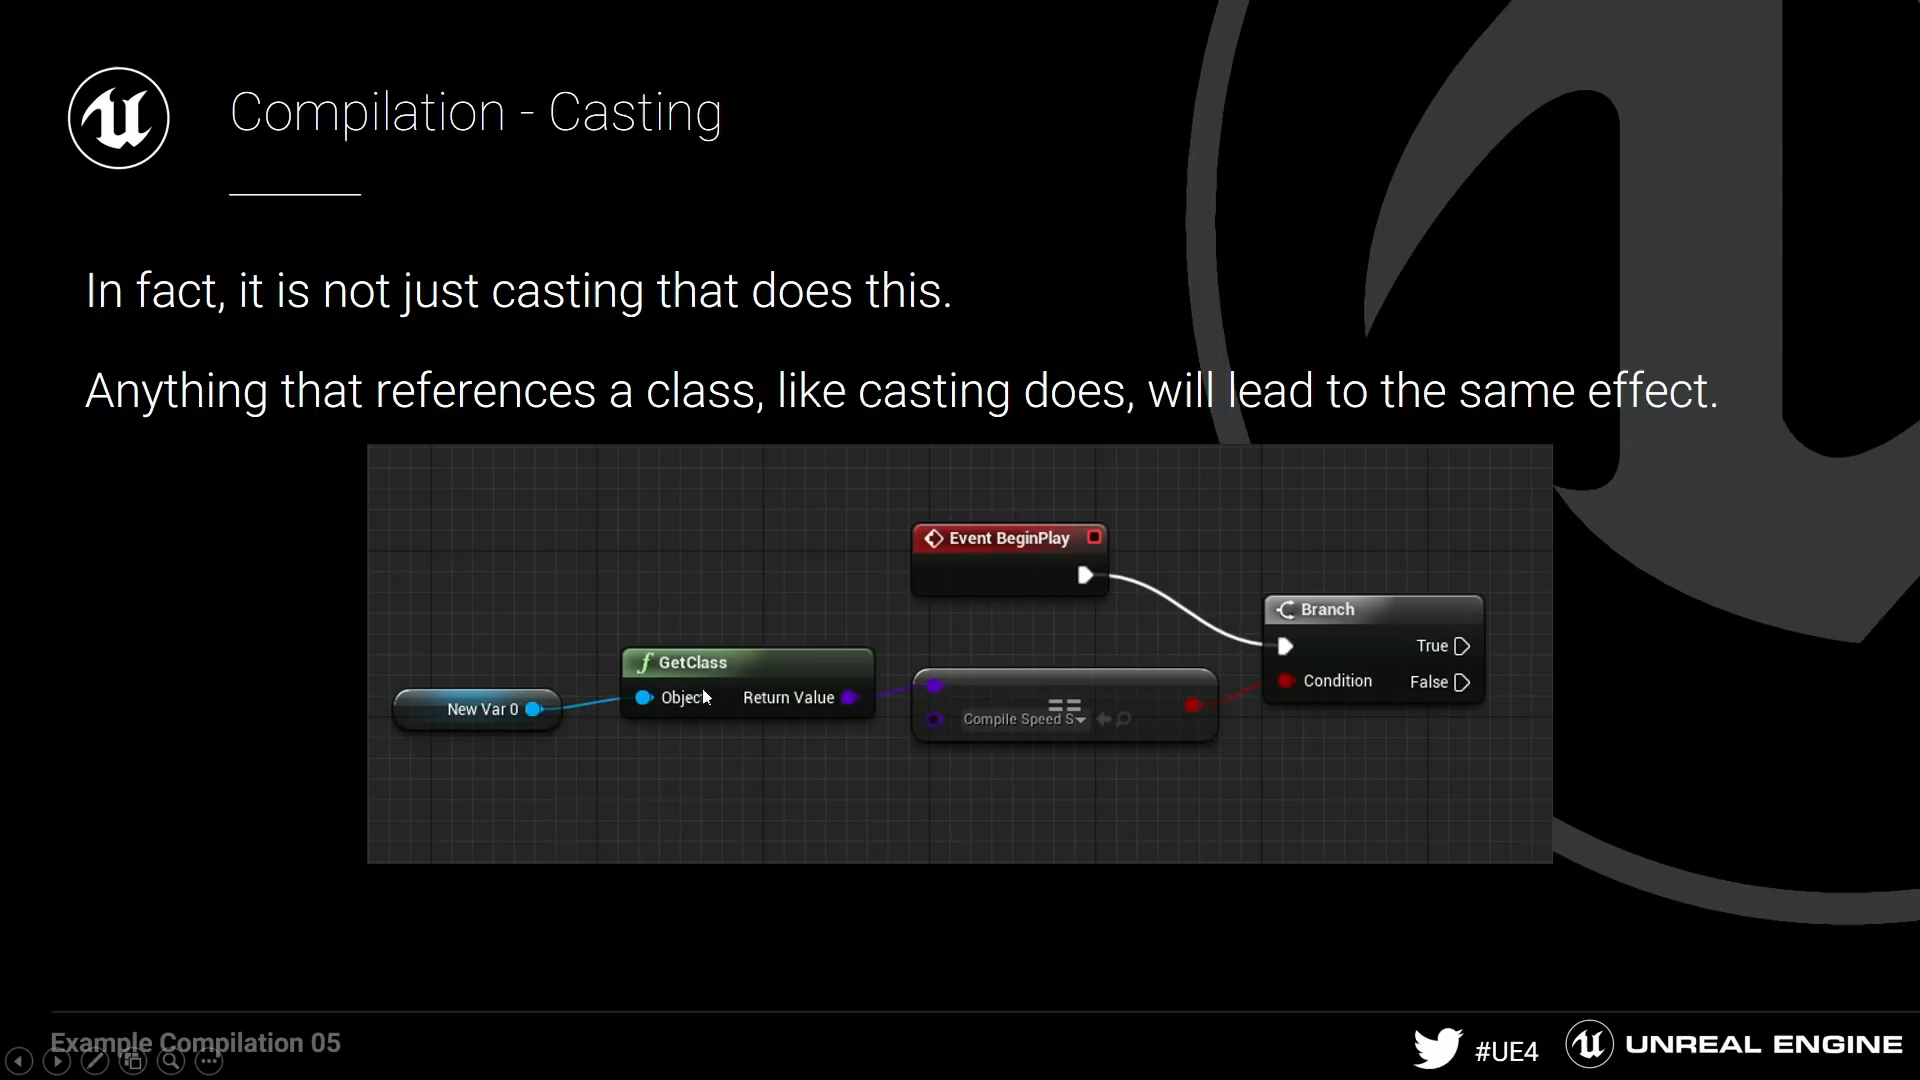 Compilation - Casting
In fact, it is not just casting that does this.
Anything that references a class, like casting does, will lead to the same effect.
Event BeginPlay
Branch
True
GetClass
Object
Return Value
Condition
False
New Var 0
==
Compile Speed S
Example Compilation 05
#UE4
UNREAL ENGINE